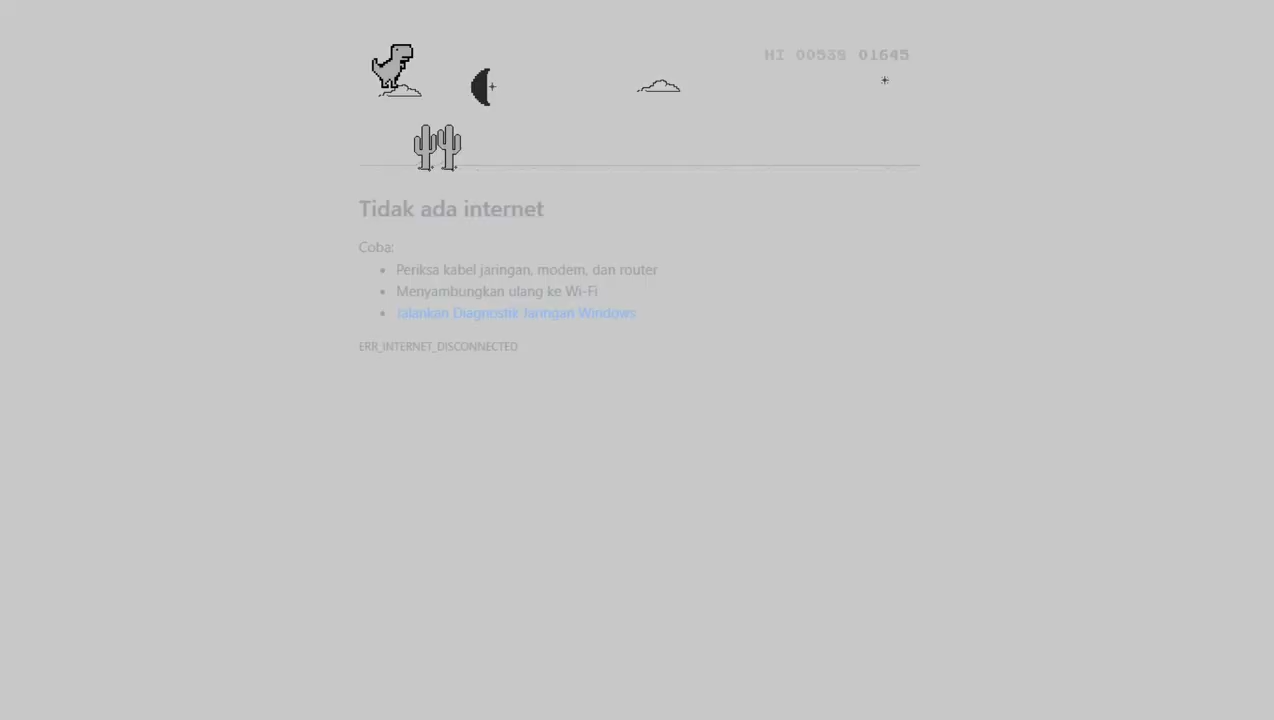 HI 00538 01645
Tidak ada internet
Coba:
Periksa kabel jaringan, modem, dan router
Menyambungkan ulang ke Wi-Fi
Jalankan Diagnostik Jaringan Windows
ERR_INTERNET_DISCONNECTED